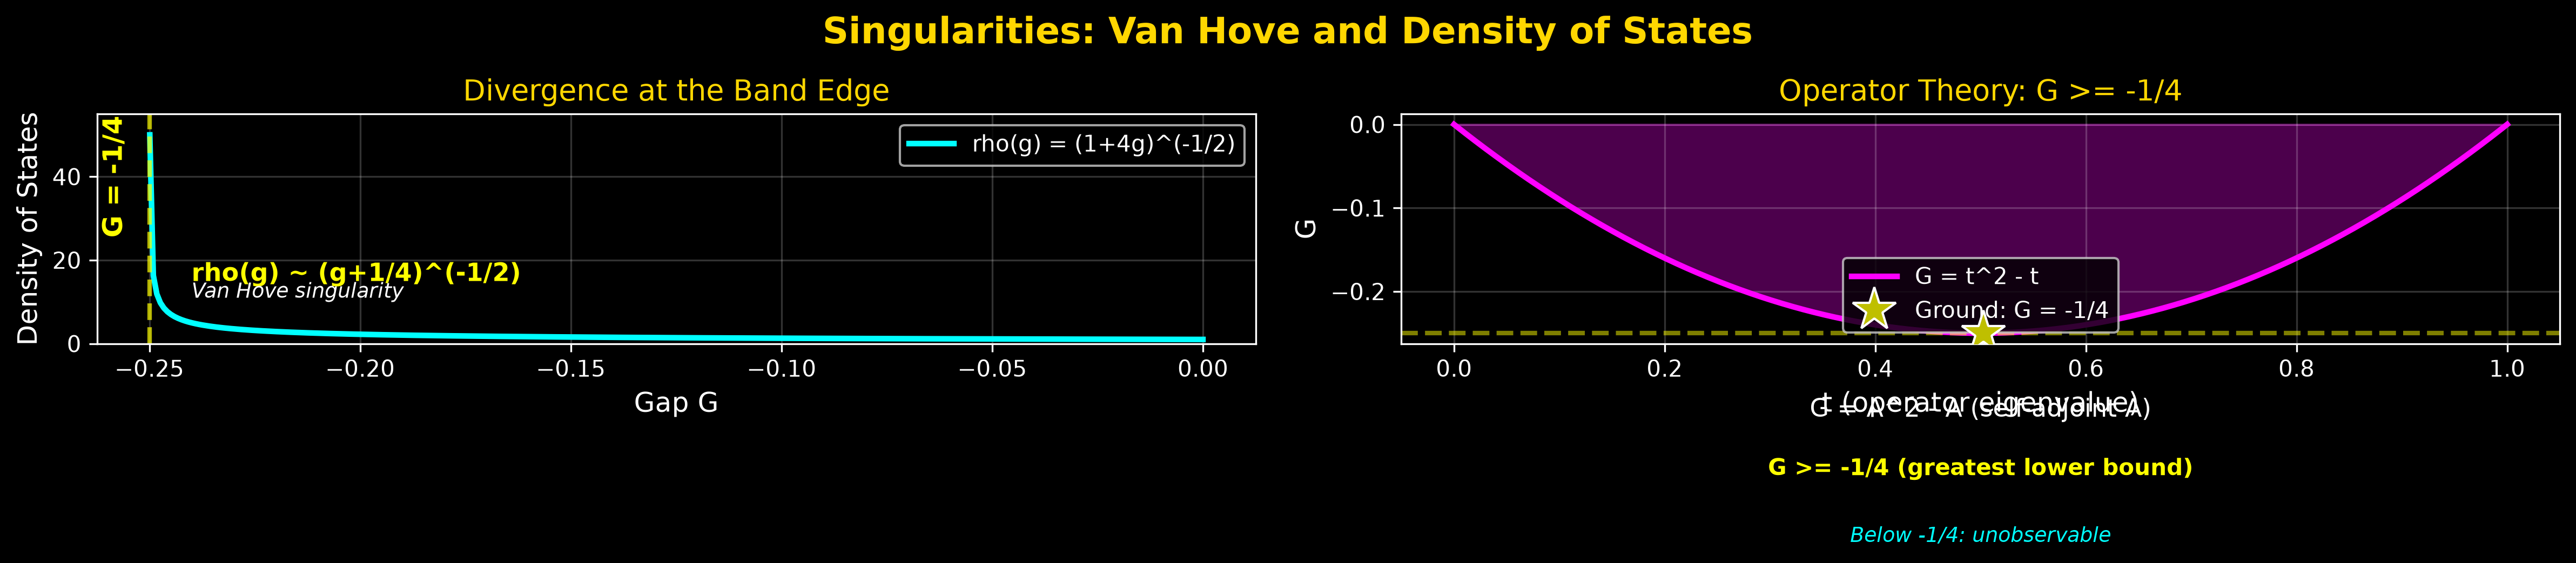 Singularities: Van Hove and Density of States
Divergence at the Band Edge
Density of States
40
20
0
G = -1/4
rho(g) = (1+4g)^(-1/2)
rho(g) ~ (g+1/4)^(-1/2)
Van Hove singularity
−0.25
−0.20
−0.15
−0.10
−0.05
0.00
Gap G
Operator Theory: G >= -1/4
G
0.0
−0.1
−0.2
G = t^2 - t
Ground: G = -1/4
0.0
0.2
0.4
0.6
0.8
1.0
t (operator eigenvalue)
G = A^2 - A (self-adjoint A)
G >= -1/4 (greatest lower bound)
Below -1/4: unobservable